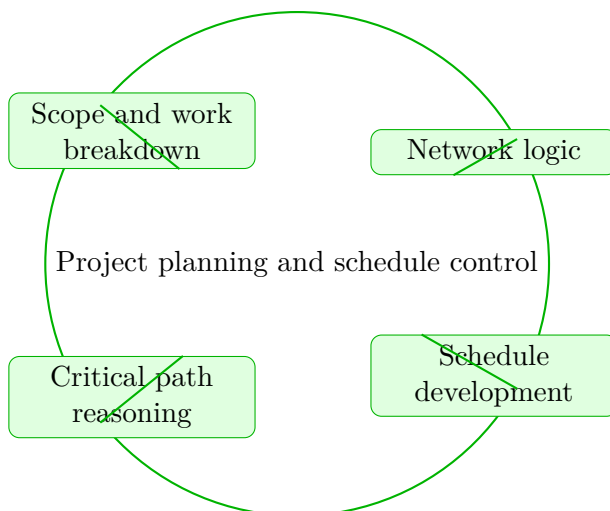 Scope and work
breakdown
Network logic
Project planning and schedule control
Critical path
reasoning
Schedule
development